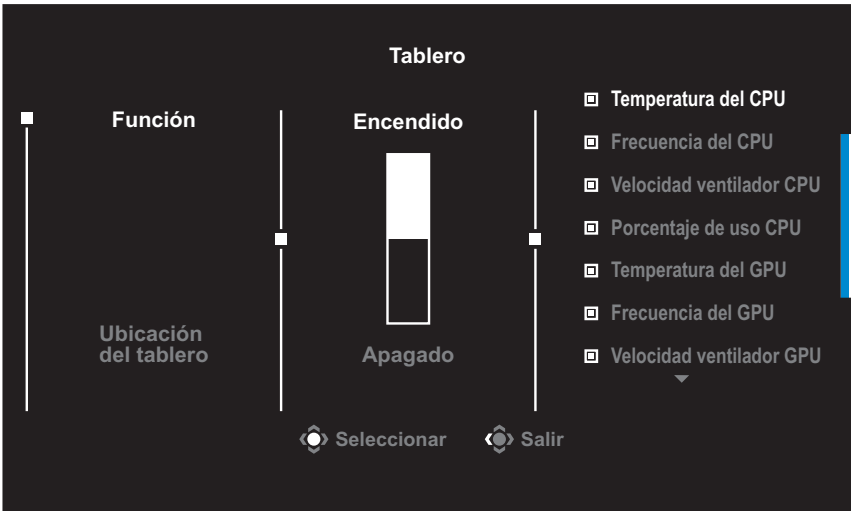 Tablero
Función
Ubicación
del tablero
Encendido
Apagado
Temperatura del CPU
Frecuencia del CPU
Velocidad ventilador CPU
Porcentaje de uso CPU
Temperatura del GPU
Frecuencia del GPU
Velocidad ventilador GPU
Seleccionar
Salir